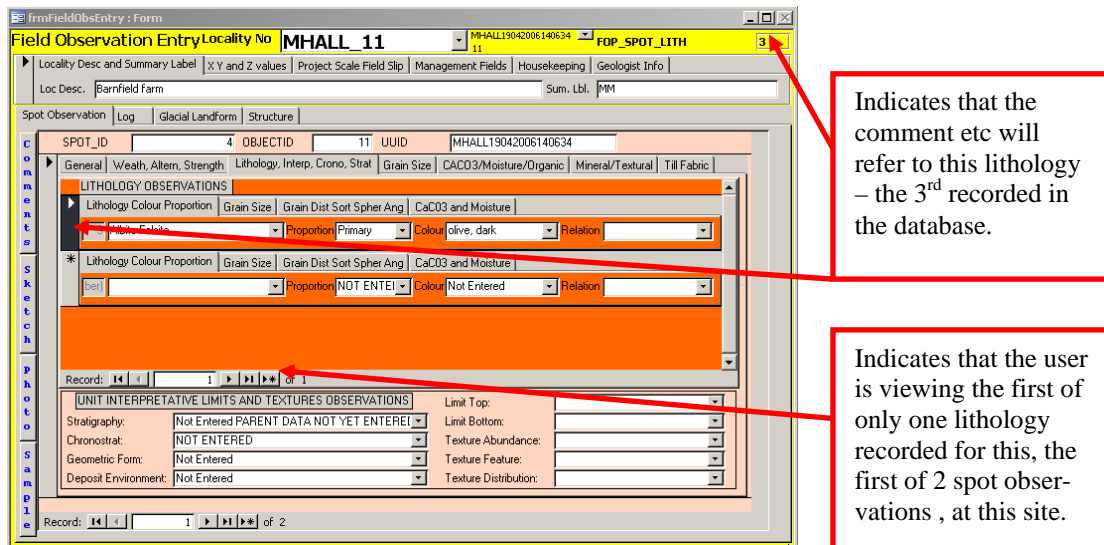 frmFieldObsEntry : Form
Field Observation Entry Locality No MHALL_11 MHALL19042006140634 11 FOP_SPOT_LITH 3
Locality Desc and Summary Label X Y and Z values Project Scale Field Slip Management Fields Housekeeping Geologist Info
Loc Desc. Barnfield farm Sum. Lbl. MM
Spot Observation Log Glacial Landform Structure
SPOT_ID 4 OBJECTID 11 UUID MHALL19042006140634
General Weath, Altern, Strength Lithology, Interp, Crono, Strat Grain Size CACO3/Moisture/Organic Mineral/Textural Till Fabric
LITHOLOGY OBSERVATIONS
Lithology Colour Proportion Grain Size Grain Dist Sort Spher Ang CaC03 and Moisture
Albite Felsite Proportion Primary Colour olive, dark Relation
Lithology Colour Proportion Grain Size Grain Dist Sort Spher Ang CaC03 and Moisture
ber) Proportion NOT ENTEI Colour Not Entered Relation
Record: 1 of 1
UNIT INTERPRETATIVE LIMITS AND TEXTURES OBSERVATIONS Limit Top:
Stratigraphy: Not Entered PARENT DATA NOT YET ENTERE( Limit Bottom:
Chronostrat: NOT ENTERED Texture Abundance:
Geometric Form: Not Entered Texture Feature:
Deposit Environment: Not Entered Texture Distribution:
Record: 1 of 2
Comments
Sketch
Photo
Sample
Indicates that the
comment etc will
refer to this lithology
– the 3rd recorded in
the database.
Indicates that the user
is viewing the first of
only one lithology
recorded for this, the
first of 2 spot obser-
vations , at this site.